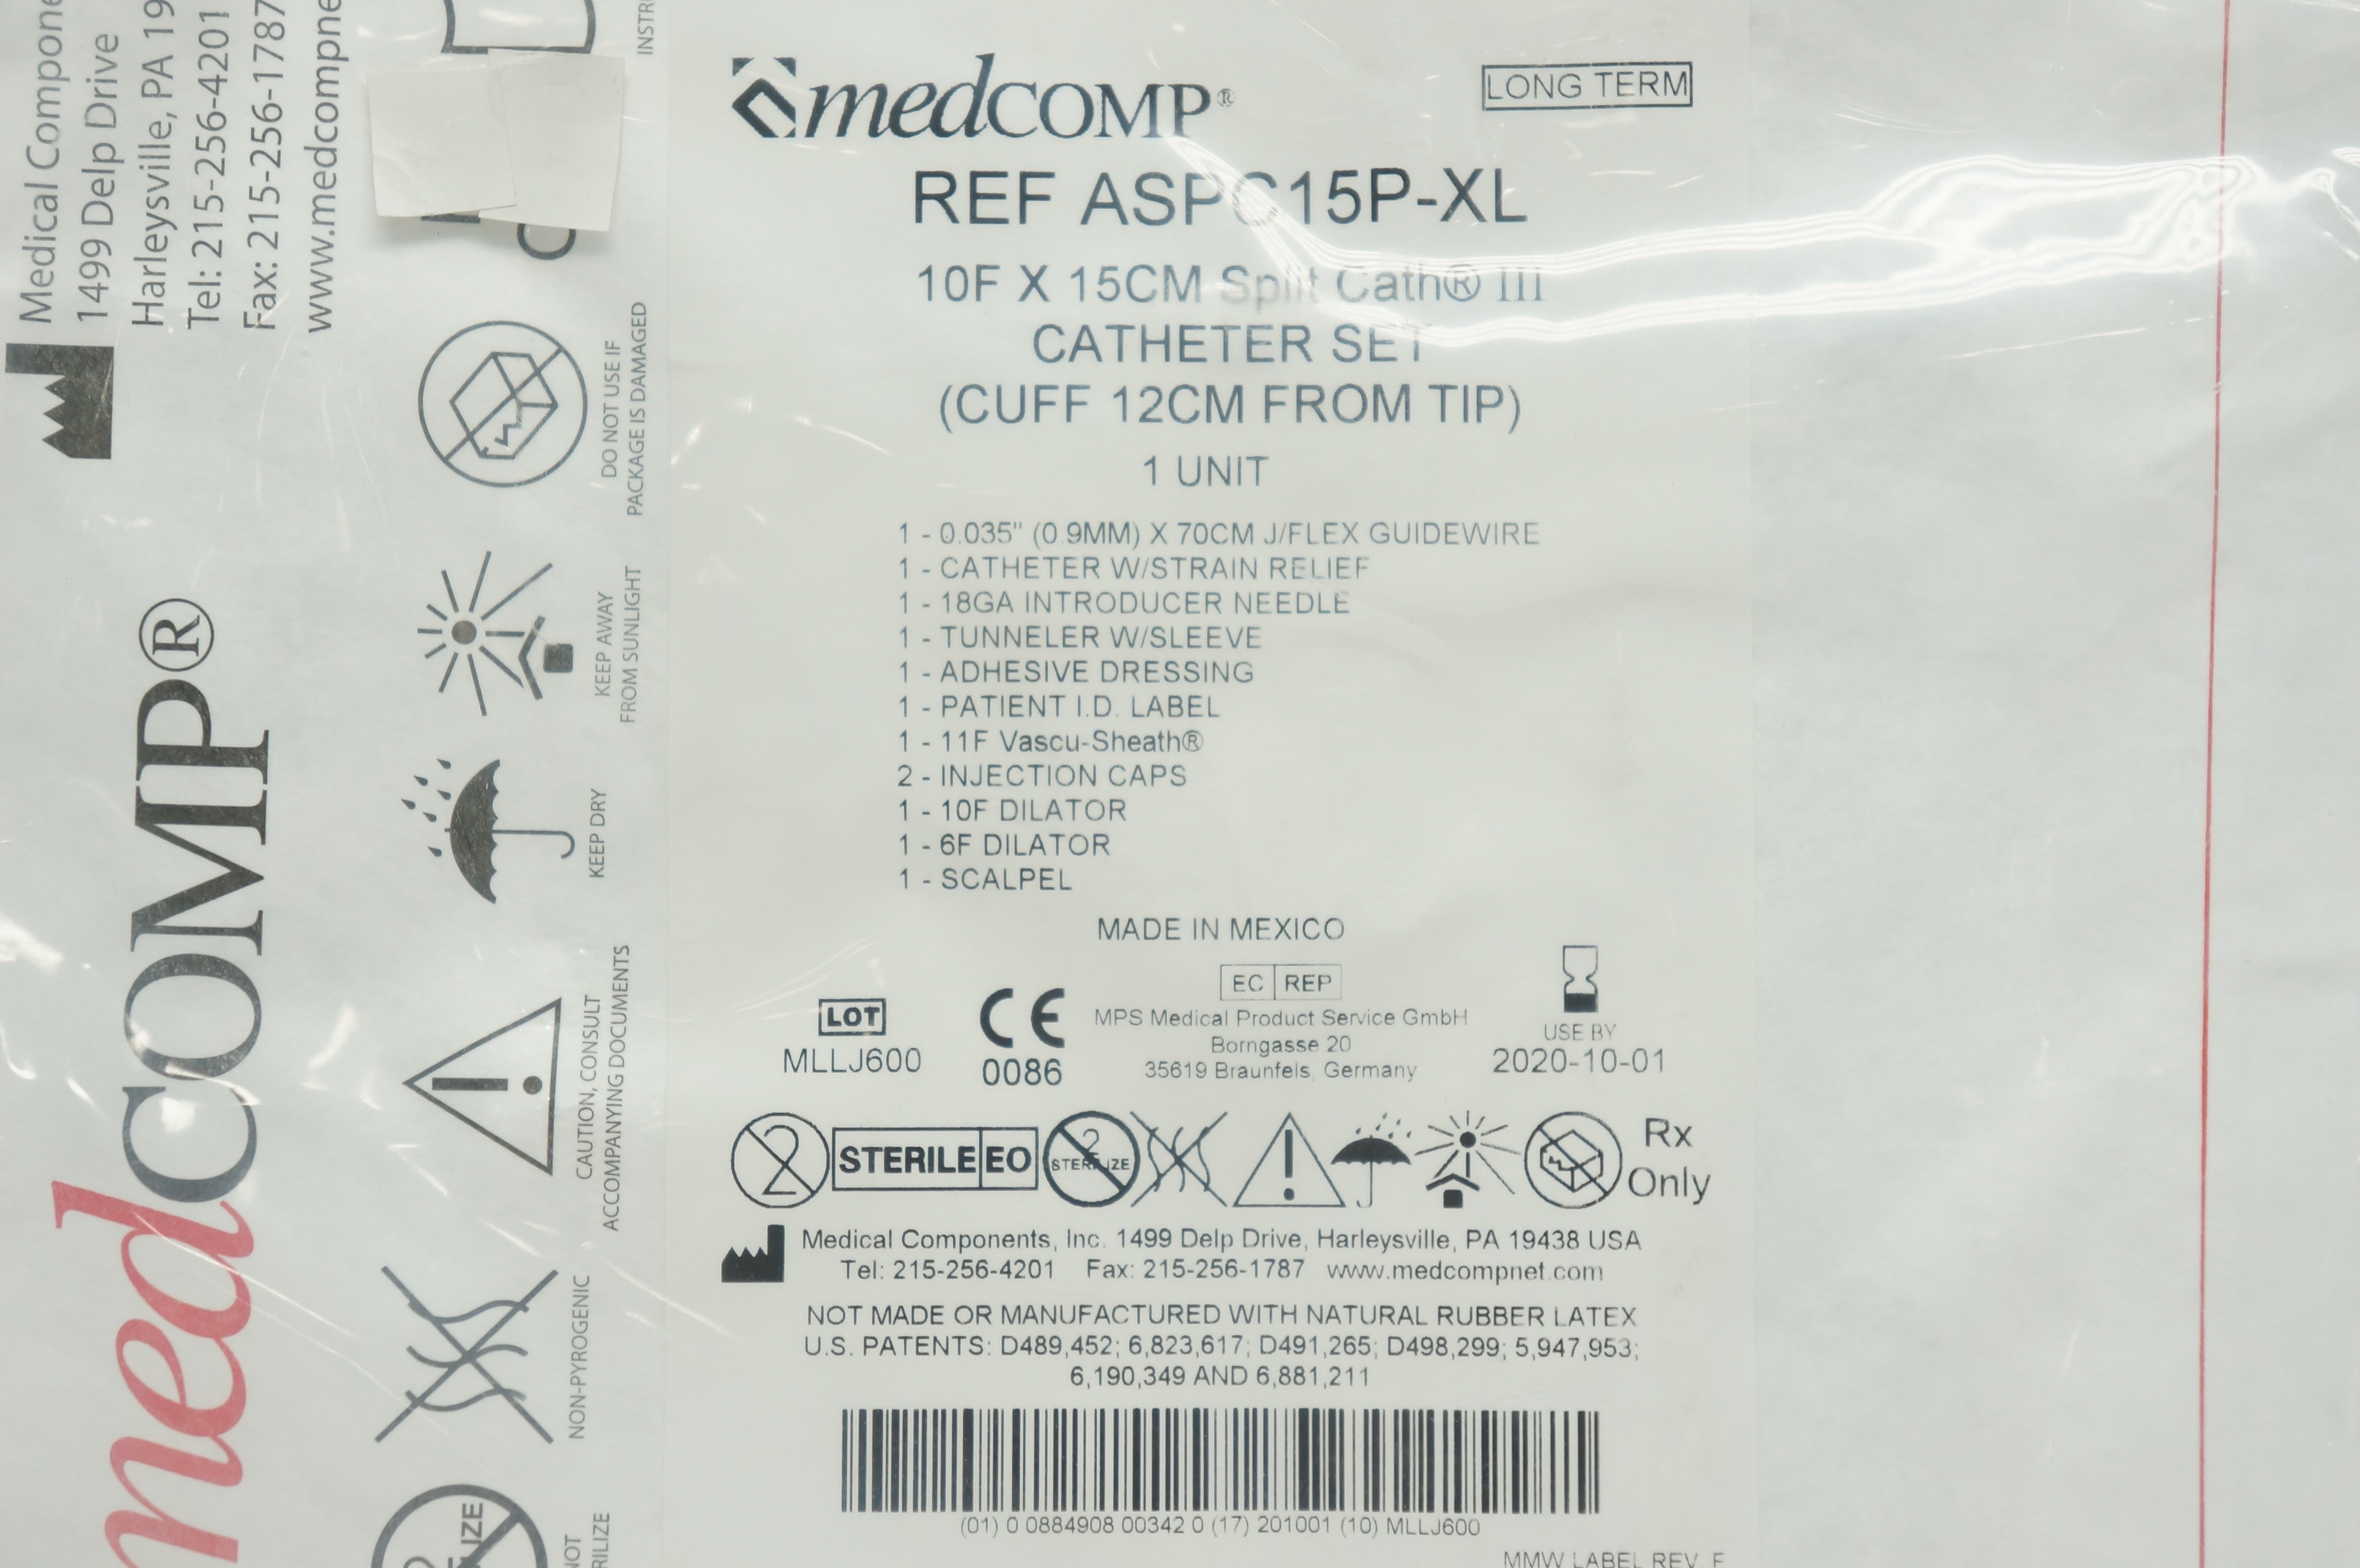 Medical Compone
1499 Delp Drive
Harleysville, PA 19
Tel: 215-256-4201
Fax: 215-256-1787
www.medcompne
medCOMP®
INSTR
DO NOT USE IF
PACKAGE IS DAMAGED
KEEP AWAY
FROM SUNLIGHT
KEEP DRY
CAUTION, CONSULT
ACCOMPANYING DOCUMENTS
NON-PYROGENIC
medCOMP®
LONG TERM
REF ASPC15P-XL
10F X 15CM Split Cath® III
CATHETER SET
(CUFF 12CM FROM TIP)
1 UNIT
1 - 0.035" (0.9MM) X 70CM J/FLEX GUIDEWIRE
1 - CATHETER W/STRAIN RELIEF
1 - 18GA INTRODUCER NEEDLE
1 - TUNNELER W/SLEEVE
1 - ADHESIVE DRESSING
1 - PATIENT I.D. LABEL
1 - 11F Vascu-Sheath®
2 - INJECTION CAPS
1 - 10F DILATOR
1 - 6F DILATOR
1 - SCALPEL
MADE IN MEXICO
LOT
MLLJ600
CE
0086
EC REP
MPS Medical Product Service GmbH
Borngasse 20
35619 Braunfels, Germany
USE BY
2020-10-01
2
STERILE EO
2
STERILIZE
Rx
Only
Medical Components, Inc. 1499 Delp Drive, Harleysville, PA 19438 USA
Tel: 215-256-4201 Fax: 215-256-1787 www.medcompnet.com
NOT MADE OR MANUFACTURED WITH NATURAL RUBBER LATEX
U.S. PATENTS: D489,452; 6,823,617; D491,265; D498,299; 5,947,953;
6,190,349 AND 6,881,211
(01) 0 0884908 00342 0 (17) 201001 (10) MLLJ600
MMW LABEL REV. F